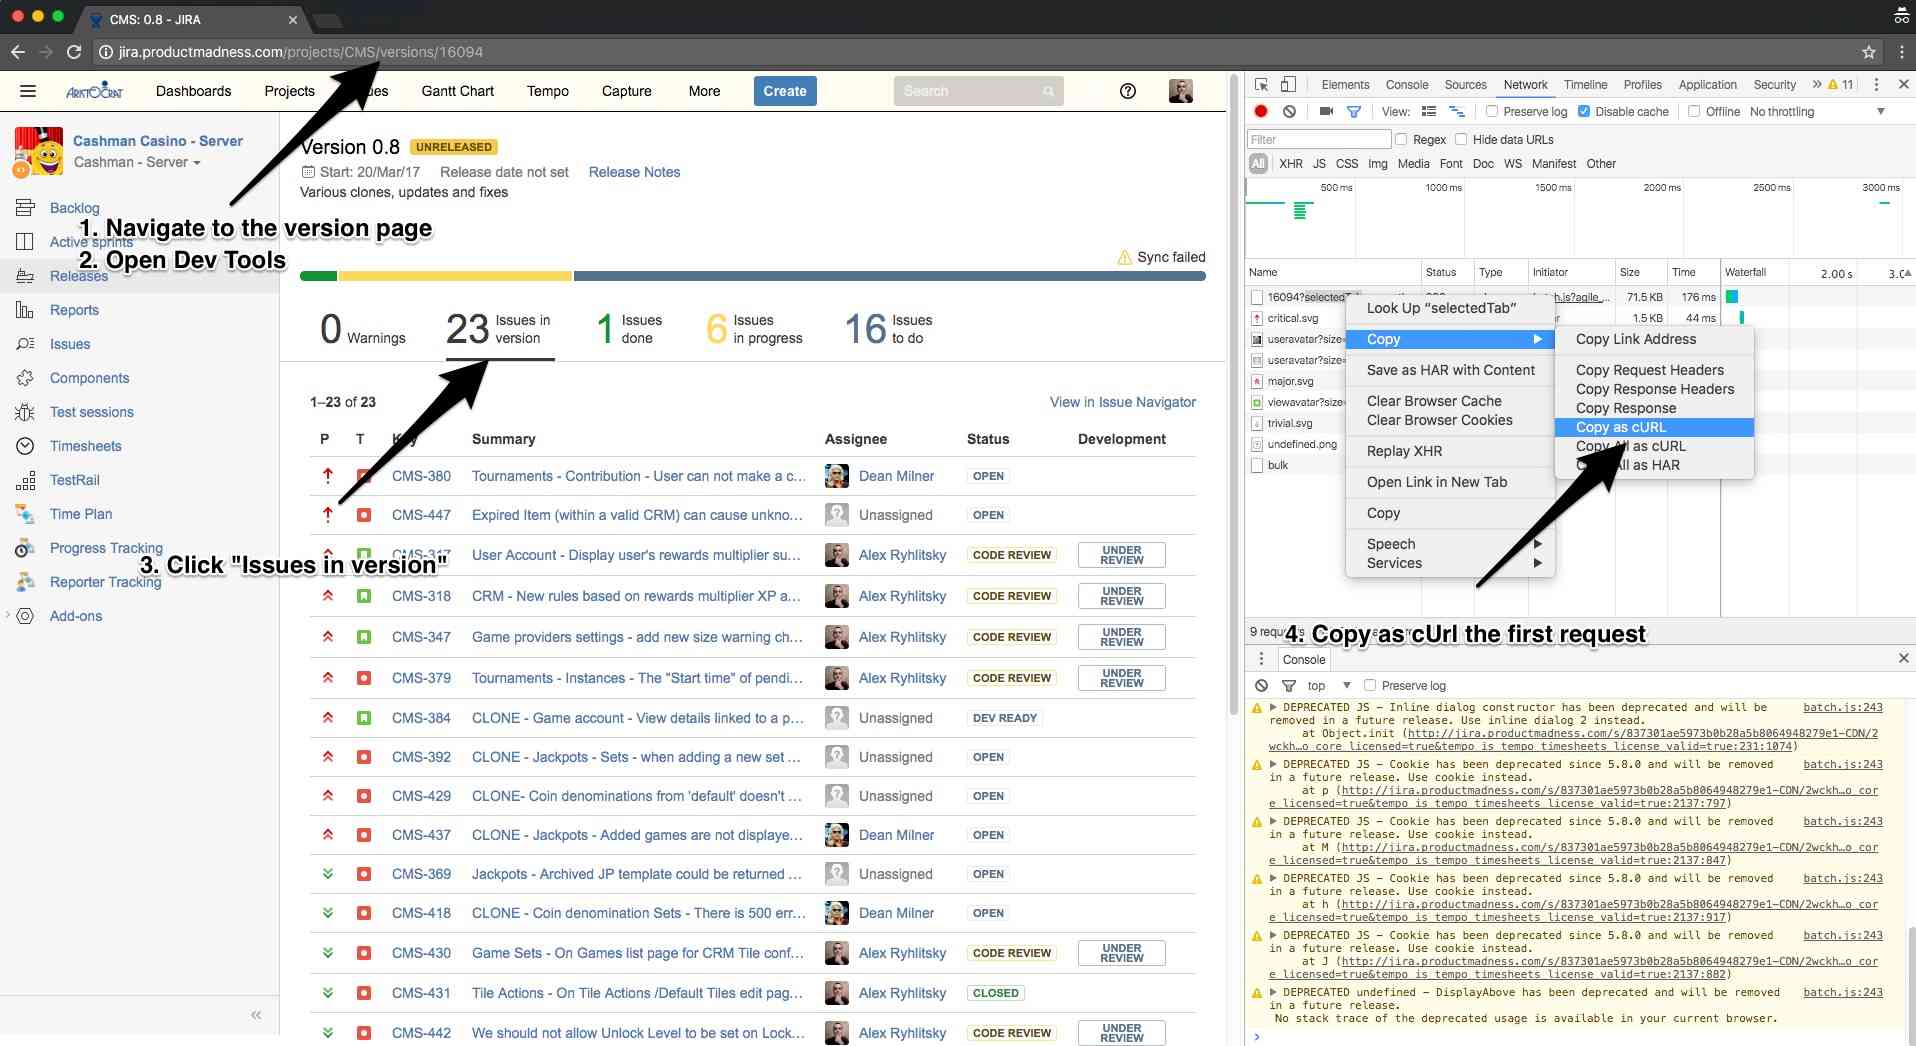 CMS: 0.8 - JIRA
jira.productmadness.com/projects/CMS/versions/16094
Dashboards Projects Gantt Chart Tempo Capture More Create Search
Cashman Casino - Server
Cashman - Server
Backlog
Active sprints
Releases
Reports
Issues
Components
Test sessions
Timesheets
TestRail
Time Plan
Progress Tracking
Reporter Tracking
Add-ons
1. Navigate to the version page
2. Open Dev Tools
3. Click "Issues in version"
4. Copy as cUrl the first request
Version 0.8 UNRELEASED
Start: 20/Mar/17 Release date not set Release Notes
Various clones, updates and fixes
Sync failed
0 Warnings
23 Issues in version
1 Issues done
6 Issues in progress
16 Issues to do
1–23 of 23 View in Issue Navigator
P T Key Summary Assignee Status Development
CMS-380 Tournaments - Contribution - User can not make a c... Dean Milner OPEN
CMS-447 Expired Item (within a valid CRM) can cause unkno... Unassigned OPEN
CMS-317 User Account - Display user's rewards multiplier su... Alex Ryhlitsky CODE REVIEW UNDER REVIEW
CMS-318 CRM - New rules based on rewards multiplier XP a... Alex Ryhlitsky CODE REVIEW UNDER REVIEW
CMS-347 Game providers settings - add new size warning ch... Alex Ryhlitsky CODE REVIEW UNDER REVIEW
CMS-379 Tournaments - Instances - The "Start time" of pendi... Alex Ryhlitsky CODE REVIEW UNDER REVIEW
CMS-384 CLONE - Game account - View details linked to a p... Unassigned DEV READY
CMS-392 CLONE - Jackpots - Sets - when adding a new set ... Unassigned OPEN
CMS-429 CLONE- Coin denominations from 'default' doesn't ... Unassigned OPEN
CMS-437 CLONE - Jackpots - Added games are not displaye... Dean Milner OPEN
CMS-369 Jackpots - Archived JP template could be returned ... Unassigned OPEN
CMS-418 CLONE - Coin denomination Sets - There is 500 err... Dean Milner OPEN
CMS-430 Game Sets - On Games list page for CRM Tile conf... Alex Ryhlitsky CODE REVIEW UNDER REVIEW
CMS-431 Tile Actions - On Tile Actions /Default Tiles edit pag... Alex Ryhlitsky CLOSED
CMS-442 We should not allow Unlock Level to be set on Lock... Alex Ryhlitsky CODE REVIEW UNDER REVIEW
Elements Console Sources Network Timeline Profiles Application Security » 11
View: Preserve log Disable cache Offline No throttling
Filter Regex Hide data URLs
All XHR JS CSS Img Media Font Doc WS Manifest Other
500 ms 1000 ms 1500 ms 2000 ms 2500 ms 3000 ms
Name Status Type Initiator Size Time Waterfall 2.00 s
16094?selectedTab 71.5 KB 176 ms
critical.svg 1.5 KB 44 ms
useravatar?size=
useravatar?size=
major.svg
viewavatar?size=
trivial.svg
undefined.png
bulk
Look Up "selectedTab"
Copy
Save as HAR with Content
Clear Browser Cache
Clear Browser Cookies
Replay XHR
Open Link in New Tab
Copy
Speech
Services
Copy Link Address
Copy Request Headers
Copy Response Headers
Copy Response
Copy as cURL
Copy All as cURL
Copy All as HAR
Console
top Preserve log
DEPRECATED JS - Inline dialog constructor has been deprecated and will be batch.js:243
removed in a future release. Use inline dialog 2 instead.
at Object.init (http://jira.productmadness.com/s/837301ae5973b0b28a5b8064948279e1-CDN/2
wckh…o_core_licensed=true&tempo_is_tempo_timesheets_license_valid=true:231:1074)
DEPRECATED JS - Cookie has been deprecated since 5.8.0 and will be removed batch.js:243
in a future release. Use cookie instead.
at p (http://jira.productmadness.com/s/837301ae5973b0b28a5b8064948279e1-CDN/2wckh…o_cor
e_licensed=true&tempo_is_tempo_timesheets_license_valid=true:2137:797)
DEPRECATED JS - Cookie has been deprecated since 5.8.0 and will be removed batch.js:243
in a future release. Use cookie instead.
at M (http://jira.productmadness.com/s/837301ae5973b0b28a5b8064948279e1-CDN/2wckh…o_cor
e_licensed=true&tempo_is_tempo_timesheets_license_valid=true:2137:847)
DEPRECATED JS - Cookie has been deprecated since 5.8.0 and will be removed batch.js:243
in a future release. Use cookie instead.
at h (http://jira.productmadness.com/s/837301ae5973b0b28a5b8064948279e1-CDN/2wckh…o_cor
e_licensed=true&tempo_is_tempo_timesheets_license_valid=true:2137:917)
DEPRECATED JS - Cookie has been deprecated since 5.8.0 and will be removed batch.js:243
in a future release. Use cookie instead.
at J (http://jira.productmadness.com/s/837301ae5973b0b28a5b8064948279e1-CDN/2wckh…o_cor
e_licensed=true&tempo_is_tempo_timesheets_license_valid=true:2137:882)
DEPRECATED undefined - DisplayAbove has been deprecated and will be removed batch.js:243
in a future release.
No stack trace of the deprecated usage is available in your current browser.